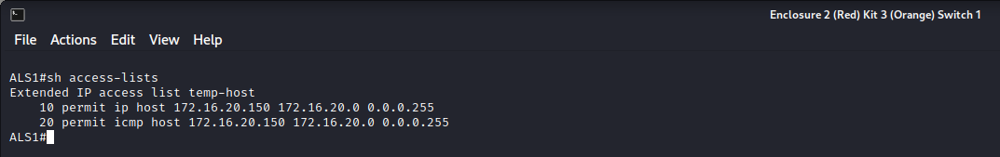 Enclosure 2 (Red) Kit 3 (Orange) Switch 1
File Actions Edit View Help
ALS1#sh access-lists
Extended IP access list temp-host
    10 permit ip host 172.16.20.150 172.16.20.0 0.0.0.255
    20 permit icmp host 172.16.20.150 172.16.20.0 0.0.0.255
ALS1#